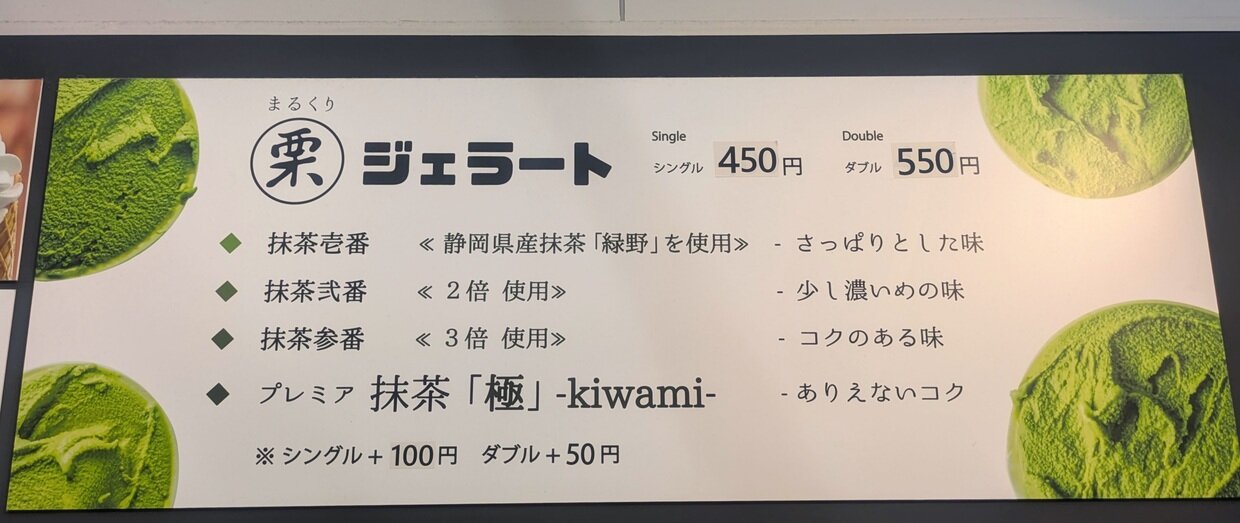 まるくり
栗 ジェラート
Single
シングル 450円
Double
ダブル 550円
◆ 抹茶壱番 ≪ 静岡県産抹茶「緑野」を使用≫ - さっぱりとした味
◆ 抹茶弐番 ≪ 2倍 使用≫ - 少し濃いめの味
◆ 抹茶参番 ≪ 3倍 使用≫ - コクのある味
◆ プレミア 抹茶「極」-kiwami- - ありえないコク
※ シングル + 100円 ダブル + 50円